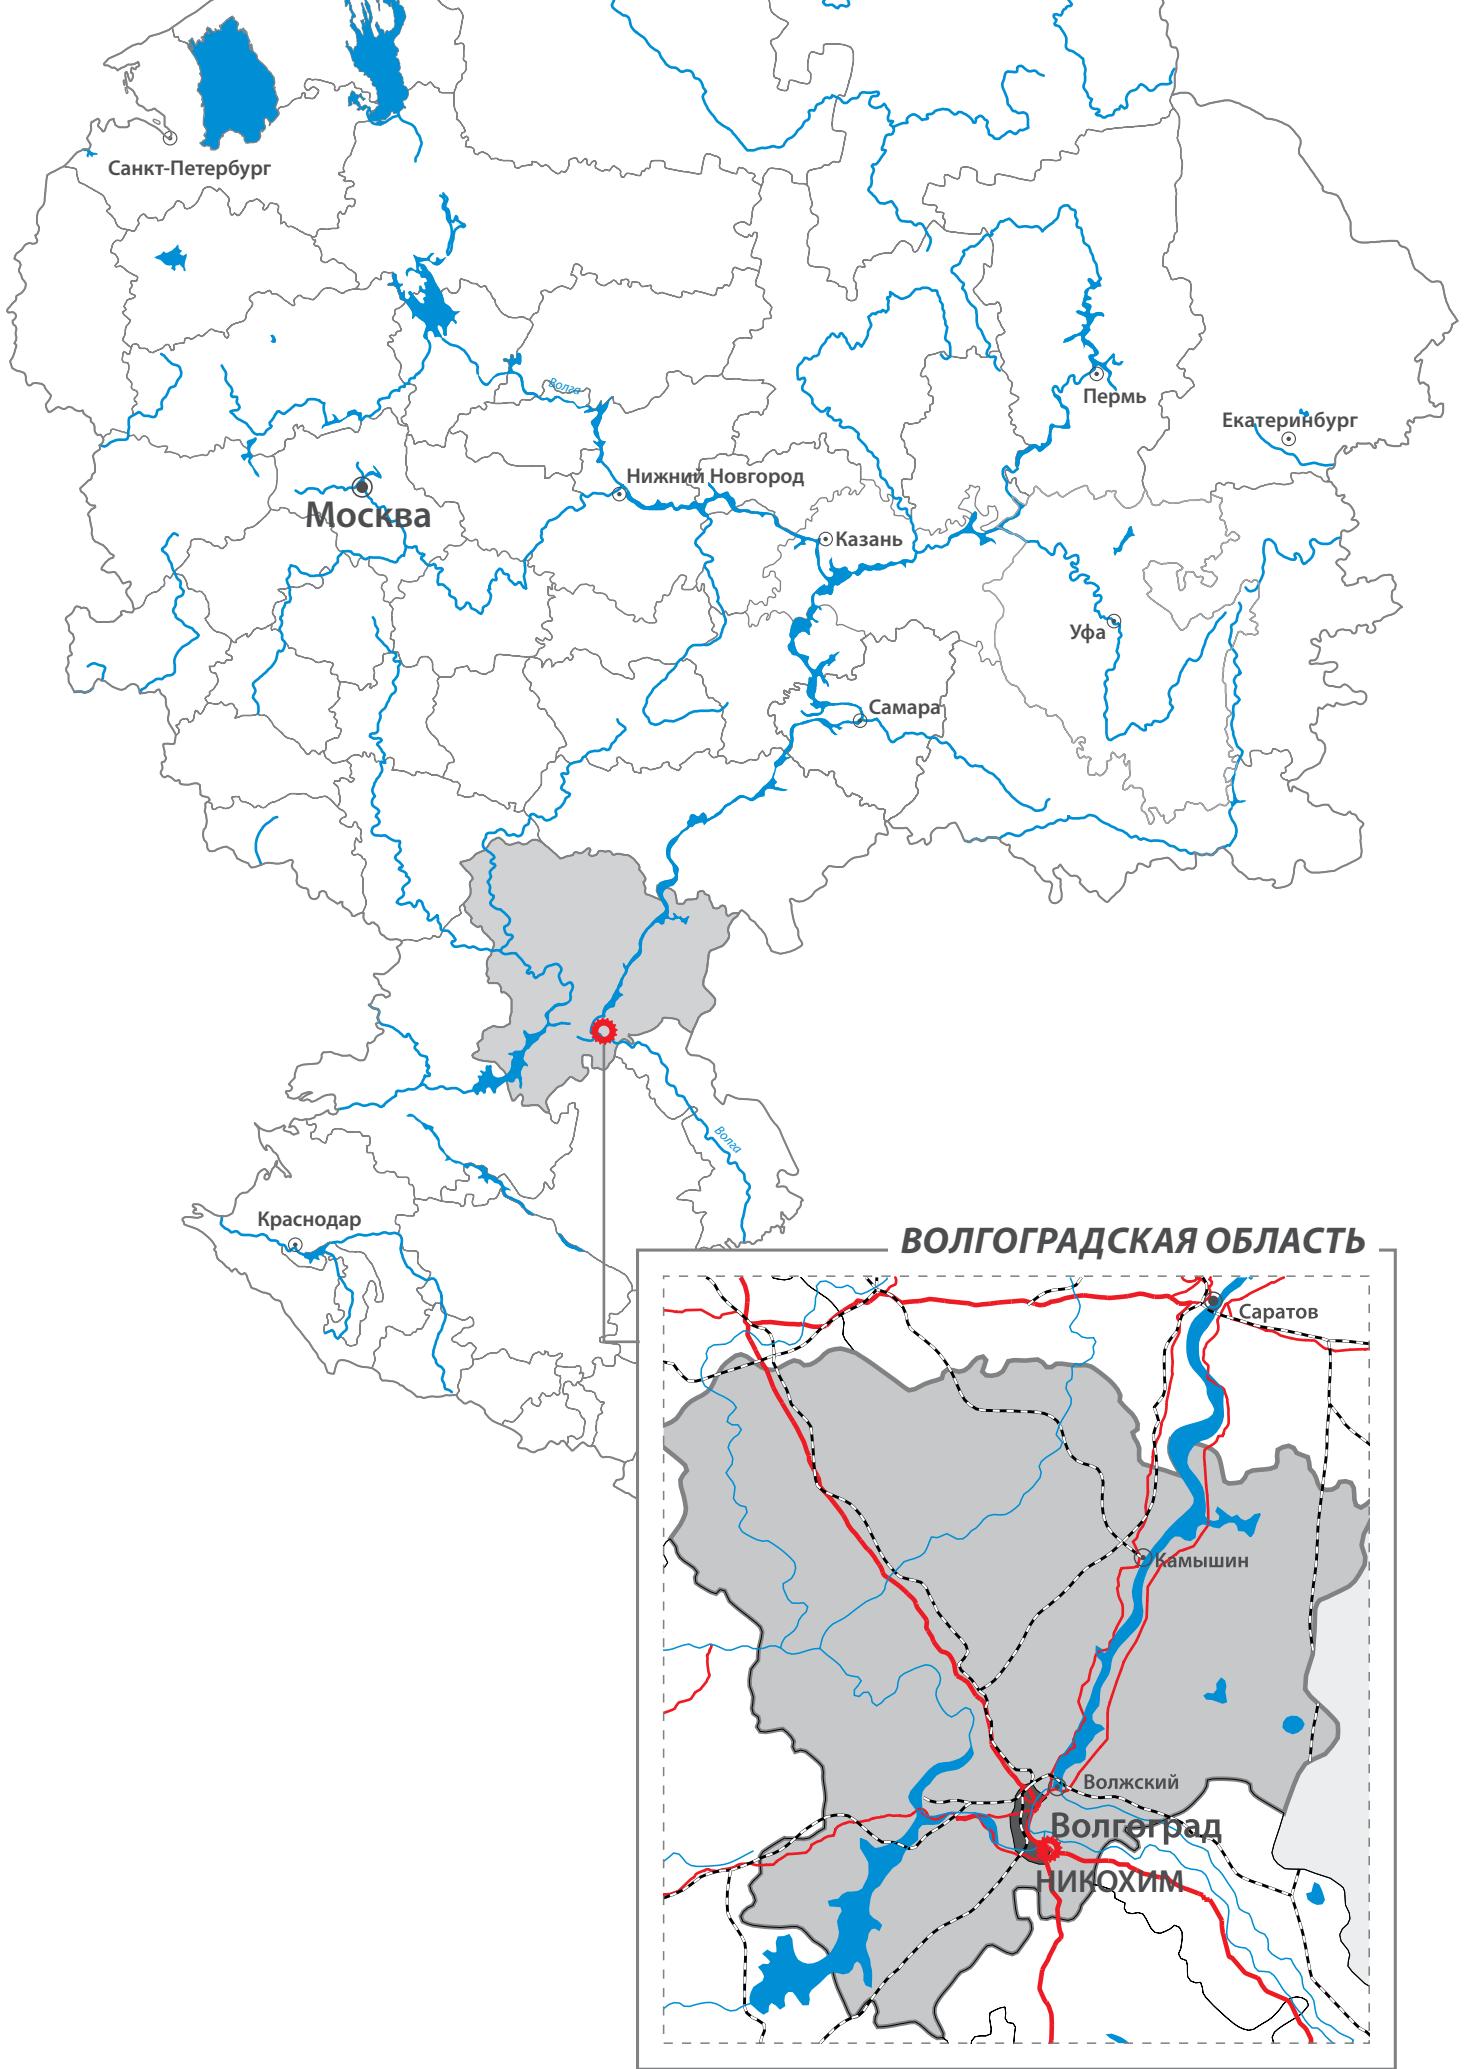 Санкт-Петербург
Волга
Пермь
Екатеринбург
Нижний Новгород
Москва
Казань
Уфа
Самара
Волга
Краснодар
ВОЛГОГРАДСКАЯ ОБЛАСТЬ
Саратов
Камышин
Волжский
Волгоград
НИКОХИМ